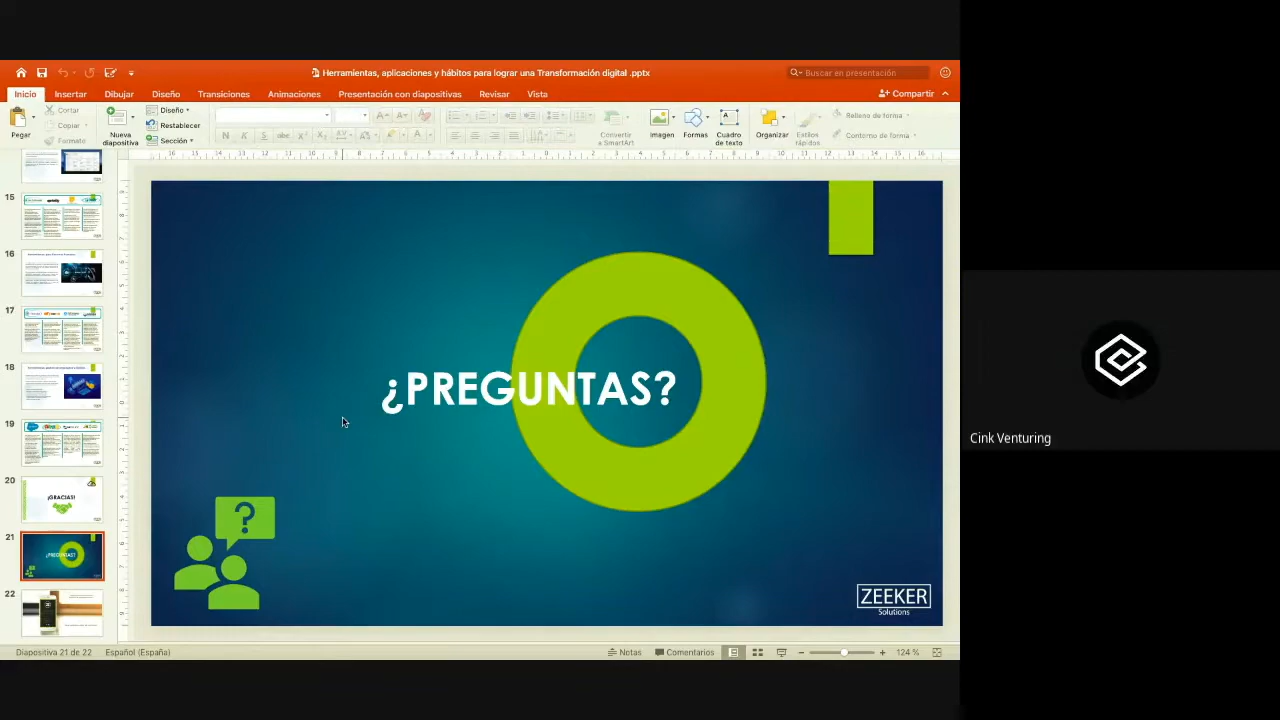 Herramientas, aplicaciones y hábitos para lograr una Transformación digital .pptx
Buscar en presentación
Inicio Insertar Dibujar Diseño Transiciones Animaciones Presentación con diapositivas Revisar Vista Compartir
Pegar
Cortar
Copiar
Formato
Nueva diapositiva
Diseño
Restablecer
Sección
N K S abc
Convertir a SmartArt
Imagen
Formas
Cuadro de texto
Organizar
Estilos rápidos
Relleno de forma
Contorno de forma
15
16
17
18
19
20
¡GRACIAS!
21
¿PREGUNTAS?
22
¿PREGUNTAS?
?
ZEEKER
Solutions
Cink Venturing
Diapositiva 21 de 22 Español (España) Notas Comentarios 124 %